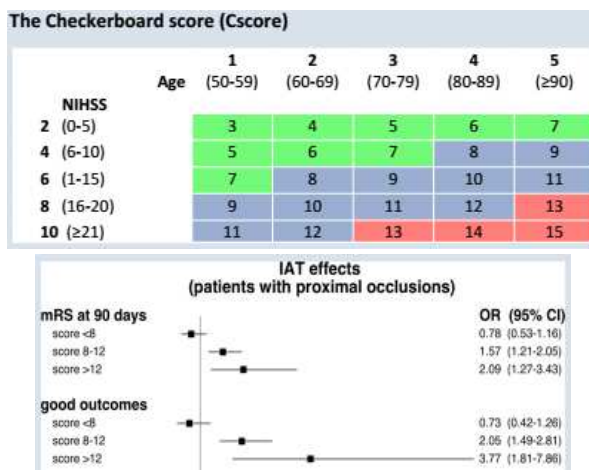 The Checkerboard score (Cscore)
1 2 3 4 5
Age (50-59) (60-69) (70-79) (80-89) (≥90)
NIHSS
2 (0-5) 3 4 5 6 7
4 (6-10) 5 6 7 8 9
6 (1-15) 7 8 9 10 11
8 (16-20) 9 10 11 12 13
10 (≥21) 11 12 13 14 15
IAT effects
(patients with proximal occlusions)
mRS at 90 days OR (95% CI)
score <8 0.78 (0.53-1.16)
score 8-12 1.57 (1.21-2.05)
score >12 2.09 (1.27-3.43)
good outcomes
score <8 0.73 (0.42-1.26)
score 8-12 2.05 (1.49-2.81)
score >12 3.77 (1.81-7.86)